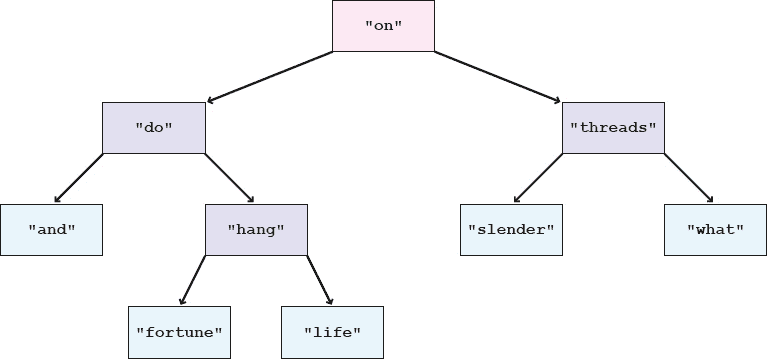 "on"
"do" "threads"
"and" "hang" "slender" "what"
"fortune" "life"